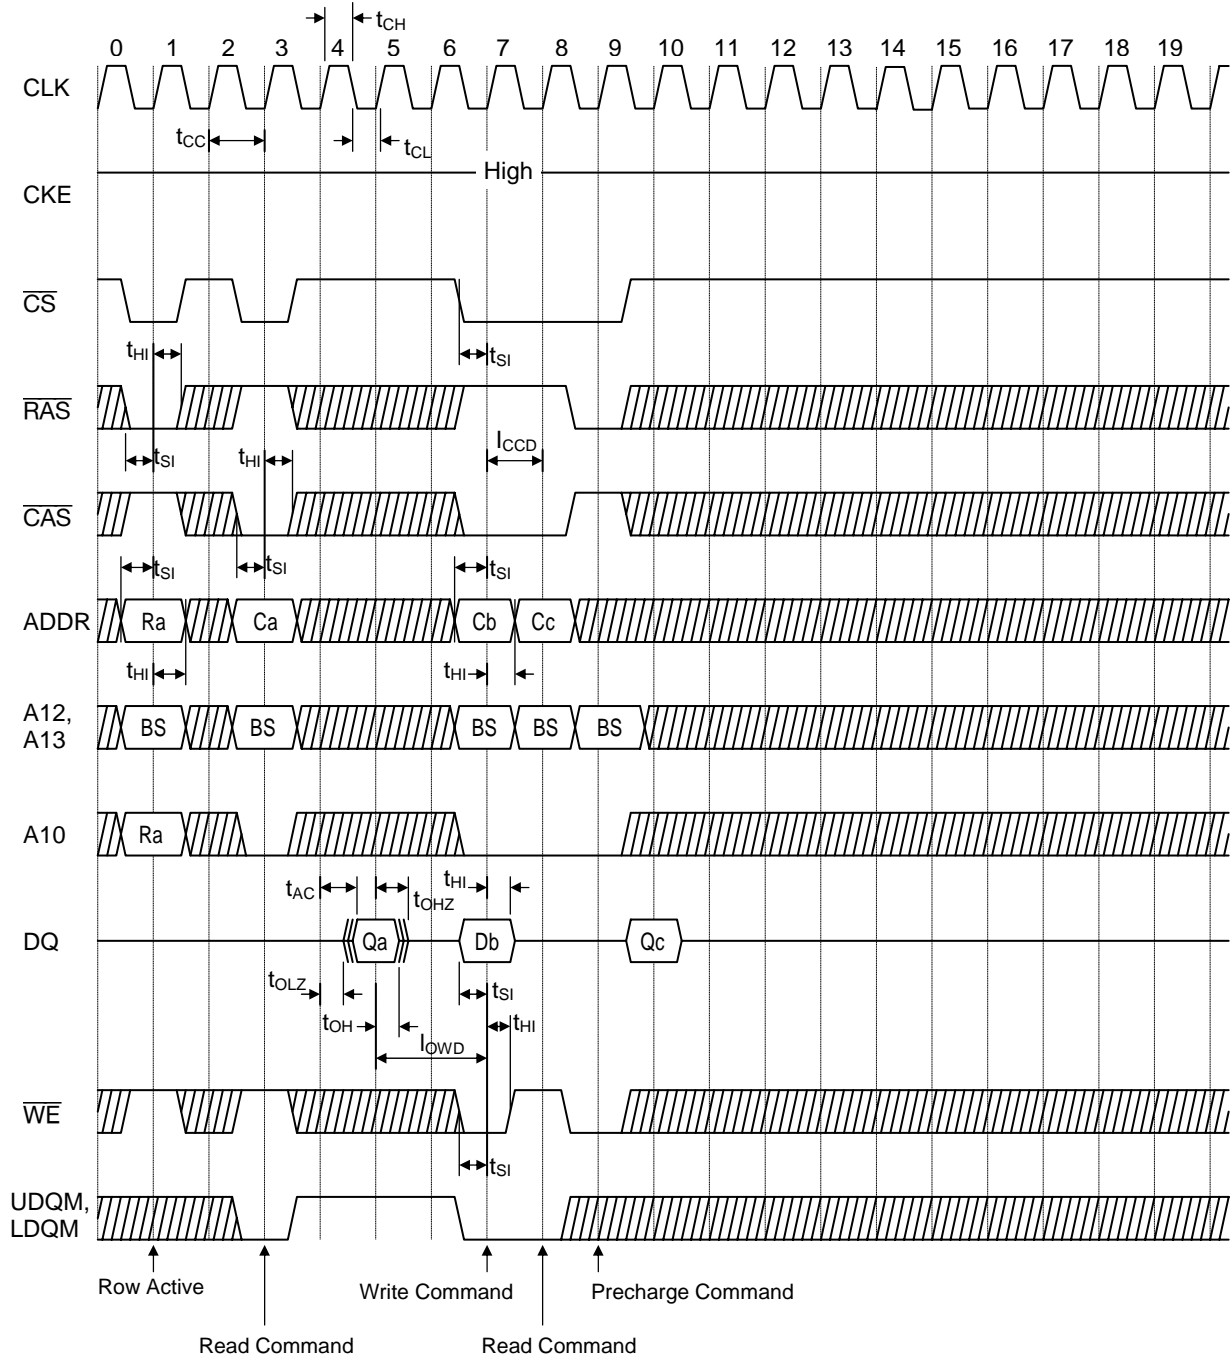 tCH
0 1 2 3 4 5 6 7 8 9 10 11 12 13 14 15 16 17 18 19
CLK
tCC
tCL
High
CKE
CS
tHI
tSI
RAS
tSI
tHI
lCCD
CAS
tSI
tSI
tSI
ADDR
Ra
Ca
Cb
Cc
tHI
tHI
A12,
A13
BS
BS
BS
BS
BS
A10
Ra
tAC
tOHZ
tHI
DQ
Qa
Db
Qc
tOLZ
tSI
tOH
lOWD
tHI
WE
tSI
UDQM,
LDQM
Row Active
Write Command
Precharge Command
Read Command
Read Command